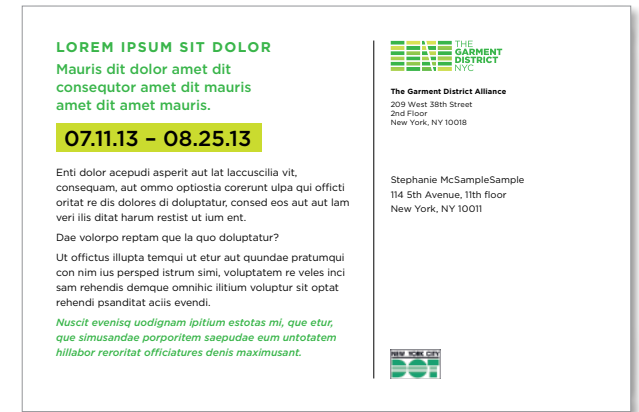 LOREM IPSUM SIT DOLOR
Mauris dit dolor amet dit
consequtor amet dit mauris
amet dit amet mauris.
07.11.13 – 08.25.13
Enti dolor acepudi asperit aut lat laccuscilia vit,
consequam, aut ommo optiostia corerunt ulpa qui officti
oritat re dis dolores di doluptatur, consed eos aut aut lam
veri ilis ditat harum restist ut ium ent.
Dae volorpo reptam que la quo doluptatur?
Ut offictus illupta temqui ut etur aut quundae pratumqui
con nim ius persped istrum simi, voluptatem re veles inci
sam rehendis demque omnihic ilitium voluptur sit optat
rehendi psanditat aciis evendi.
Nuscit evenisq uodignam ipitium estotas mi, que etur,
que simusandae porporitem saepudae eum untotatem
hillabor reroritat officiatures denis maximusant.
THE
GARMENT
DISTRICT
NYC
The Garment District Alliance
209 West 38th Street
2nd Floor
New York, NY 10018
Stephanie McSampleSample
114 5th Avenue, 11th floor
New York, NY 10011
NEW YORK CITY
DOT